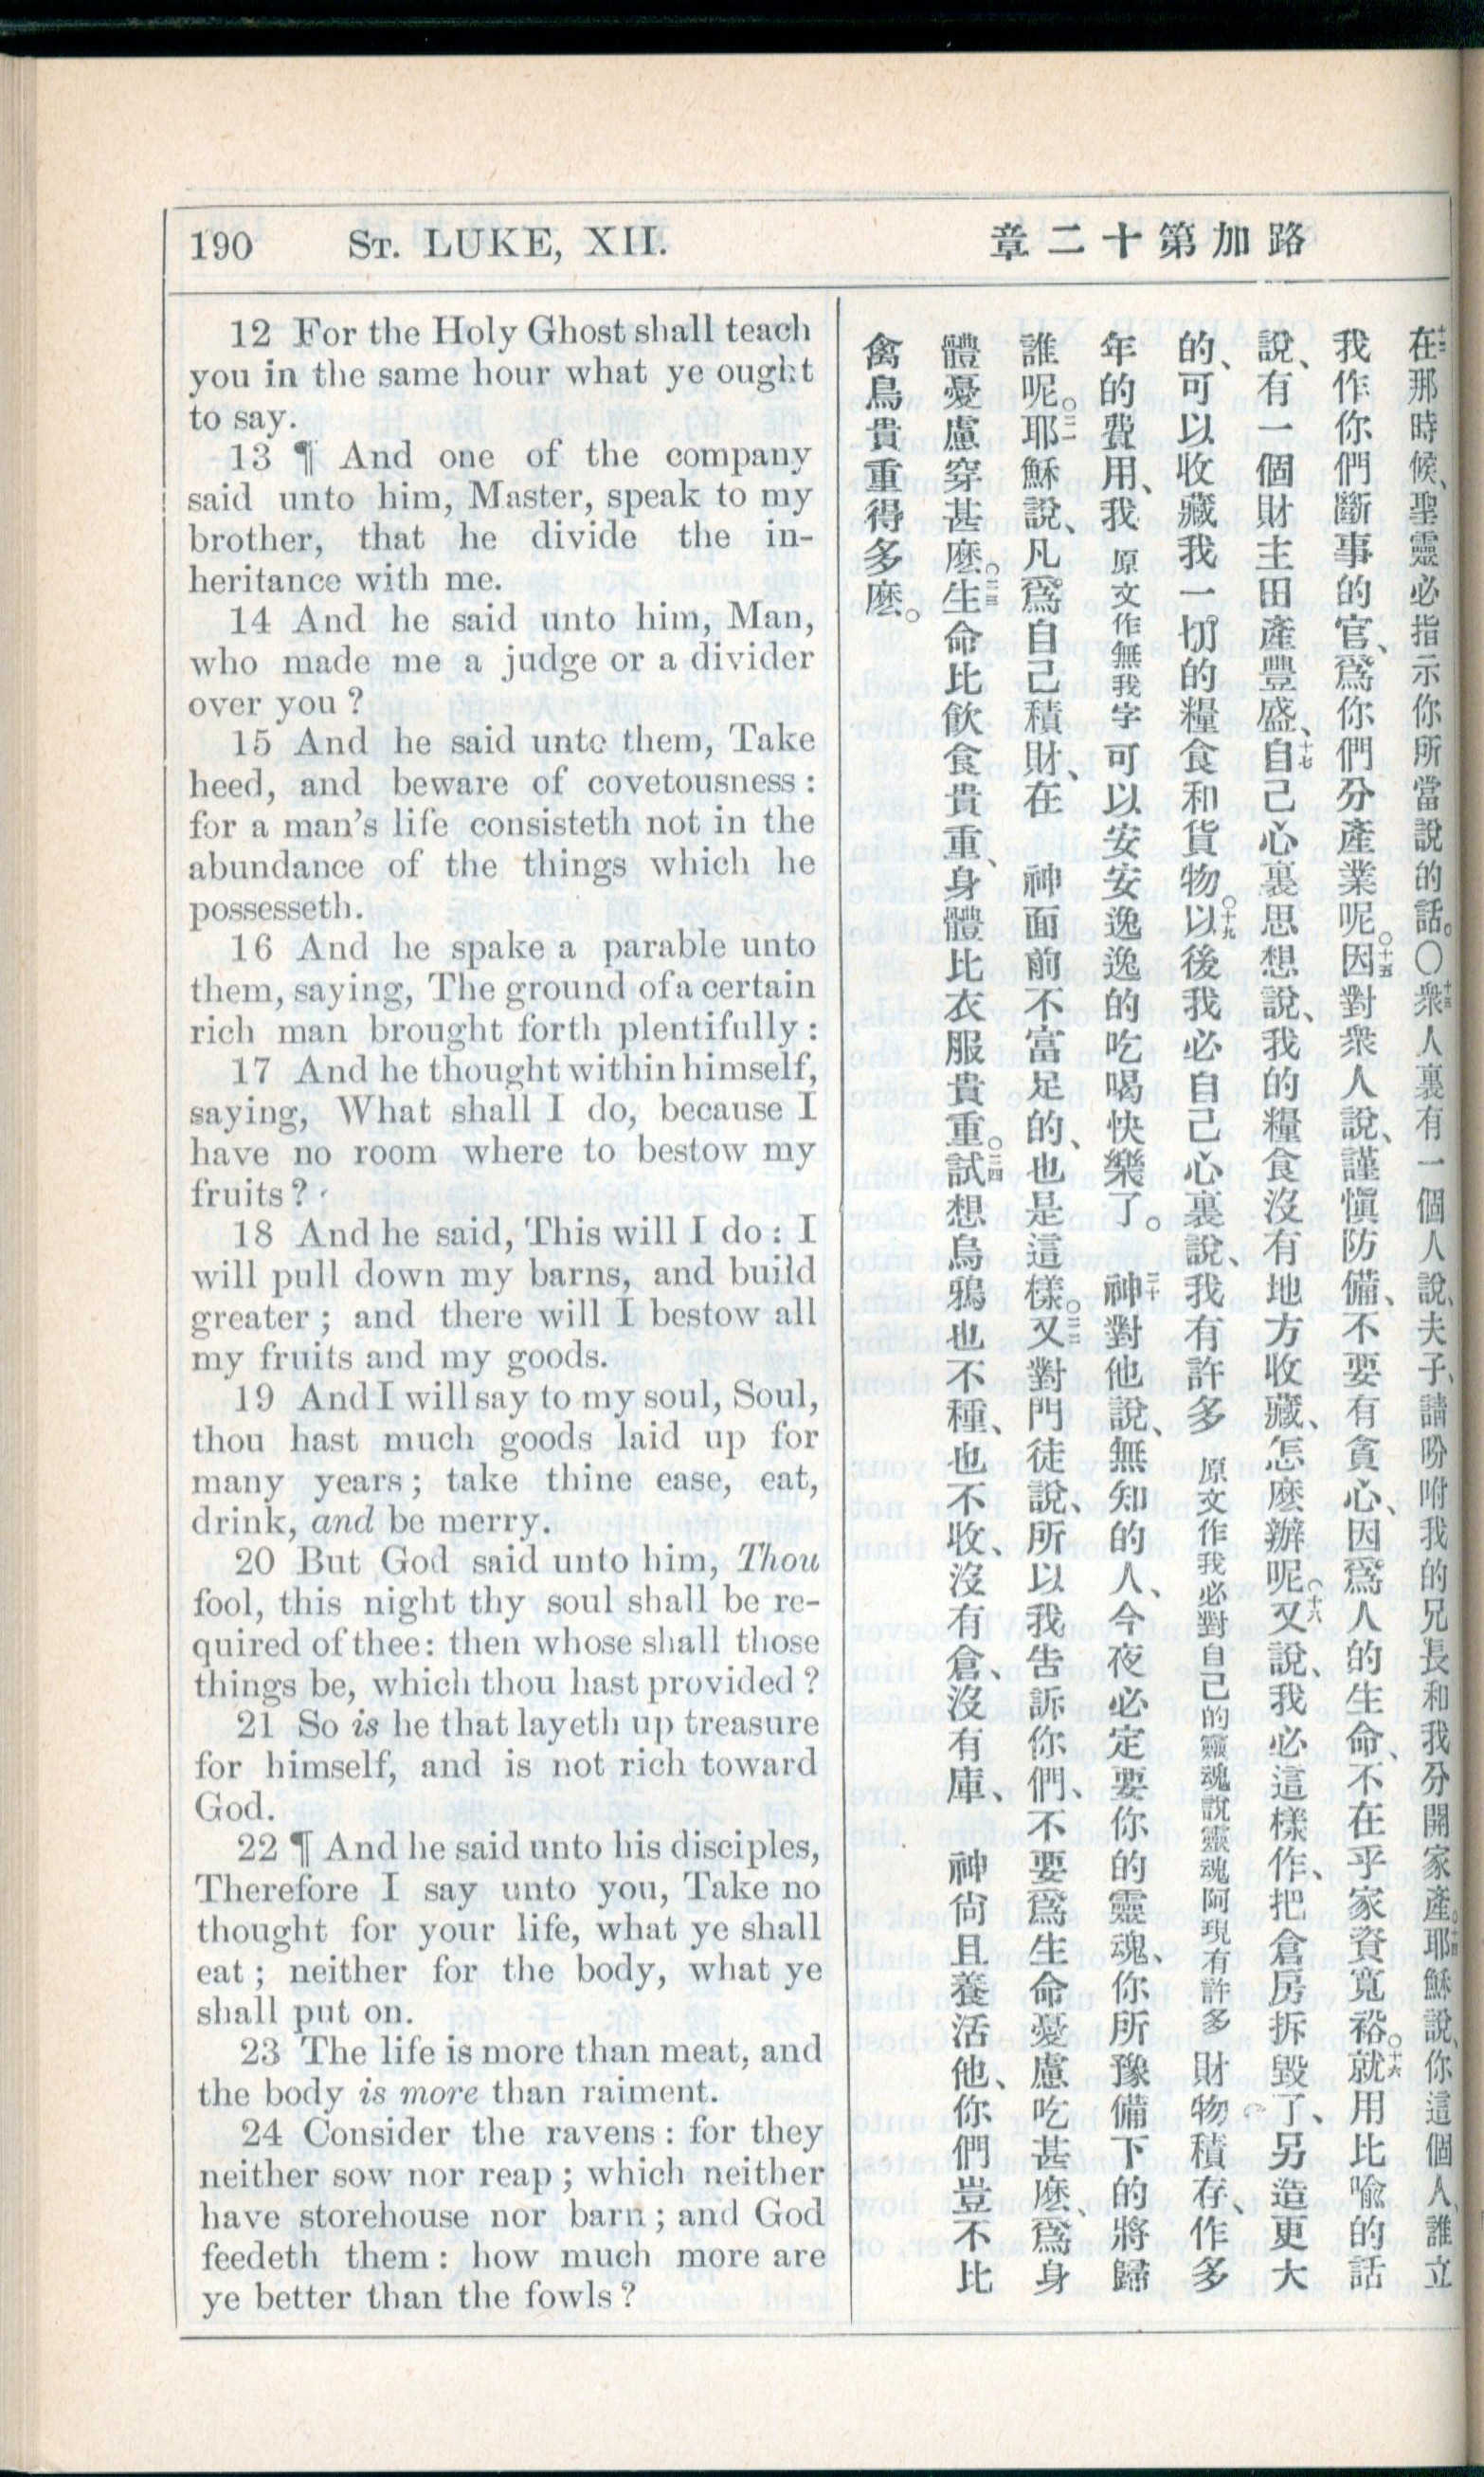 190 ST. LUKE, XII.
路加第十二章
12 For the Holy Ghost shall teach
you in the same hour what ye ought
to say.
13 ¶ And one of the company
said unto him, Master, speak to my
brother, that he divide the in-
heritance with me.
14 And he said unto him, Man,
who made me a judge or a divider
over you?
15 And he said unto them, Take
heed, and beware of covetousness:
for a man's life consisteth not in the
abundance of the things which he
possesseth.
16 And he spake a parable unto
them, saying, The ground of a certain
rich man brought forth plentifully:
17 And he thought within himself,
saying, What shall I do, because I
have no room where to bestow my
fruits?
18 And he said, This will I do: I
will pull down my barns, and build
greater; and there will I bestow all
my fruits and my goods.
19 And I will say to my soul, Soul,
thou hast much goods laid up for
many years; take thine ease, eat,
drink, and be merry.
20 But God said unto him, Thou
fool, this night thy soul shall be re-
quired of thee: then whose shall those
things be, which thou hast provided?
21 So is he that layeth up treasure
for himself, and is not rich toward
God.
22 ¶ And he said unto his disciples,
Therefore I say unto you, Take no
thought for your life, what ye shall
eat; neither for the body, what ye
shall put on.
23 The life is more than meat, and
the body is more than raiment.
24 Consider the ravens: for they
neither sow nor reap; which neither
have storehouse nor barn; and God
feedeth them: how much more are
ye better than the fowls?
十二在那時候、聖靈必指示你所當說的話。〇十三衆人裏有一個人說、夫子、請吩咐我的兄長和我分開家產。十四耶穌說、你這個人、誰立
我作你們斷事的官、爲你們分產業呢。十五因對衆人說、謹愼防備、不要有貪心、因爲人的生命、不在乎家資寬裕。十六就用比喻的話
說、有一個財主田產豐盛、十七自己心裏思想說、我的糧食沒有地方收藏、怎麽辦呢。十八又說、我必這樣作、把倉房拆毀了、另造更大
的、可以收藏我一切的糧食和貨物。十九以後我必自己心裏說、我有許多 原文作我必對自己的靈魂說靈魂阿現有許多 財物積存、作多
年的費用、我 原文作無我字 可以安安逸逸的吃喝快樂了。二十 神對他說、無知的人、今夜必定要你的靈魂、你所豫備下的將歸
誰呢。二一耶穌說、凡爲自己積財、在 神面前不富足的、也是這樣。二二又對門徒說、所以我告訴你們、不要爲生命憂慮吃甚麽、爲身
體憂慮穿甚麽。二三生命比飲食貴重、身體比衣服貴重。二四試想烏鴉也不種、也不收、沒有倉、沒有庫、 神尙且養活他、你們豈不比
禽鳥貴重得多麽。